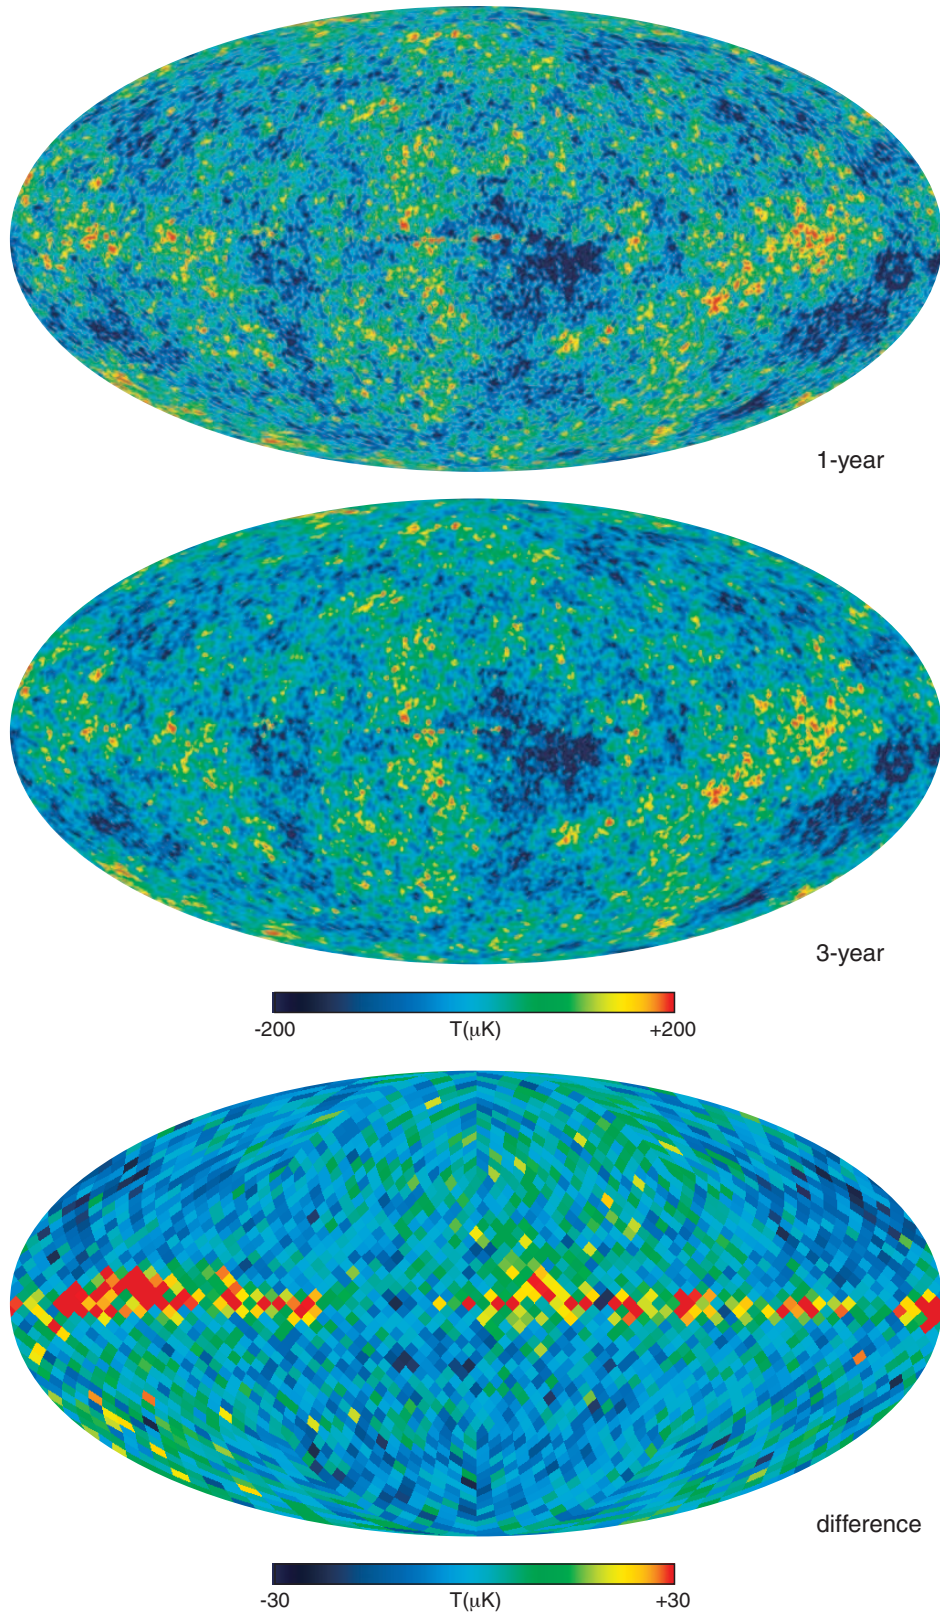 1-year
3-year
-200 T(μK) +200
difference
-30 T(μK) +30